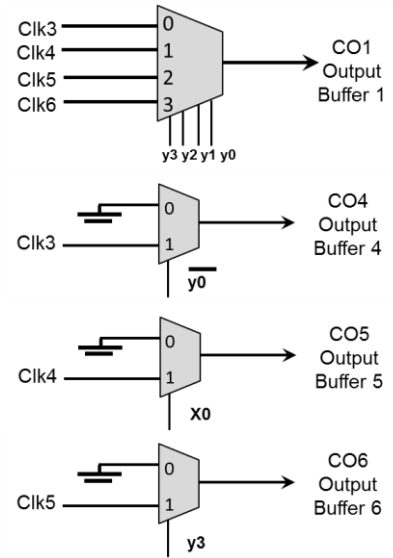 Clk3
Clk4
Clk5
Clk6
0
1
2
3
y3 y2 y1 y0
CO1
Output
Buffer 1
0
1
Clk3
y0
CO4
Output
Buffer 4
0
1
Clk4
X0
CO5
Output
Buffer 5
0
1
Clk5
y3
CO6
Output
Buffer 6